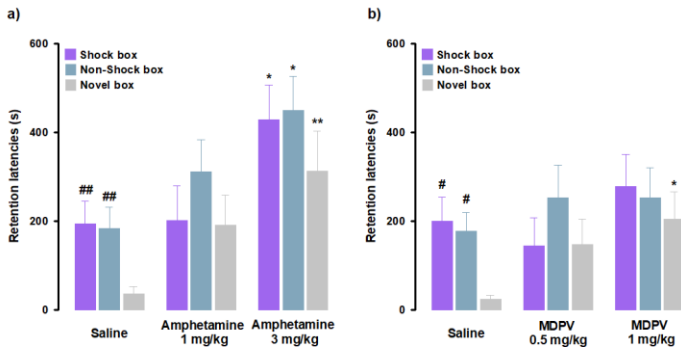 a)
Retention latencies (s)
600
400
200
0
Shock box
Non-Shock box
Novel box
##
##
*
*
**
Saline
Amphetamine
1 mg/kg
Amphetamine
3 mg/kg
b)
Retention latencies (s)
600
400
200
0
Shock box
Non-Shock box
Novel box
#
#
*
Saline
MDPV
0.5 mg/kg
MDPV
1 mg/kg